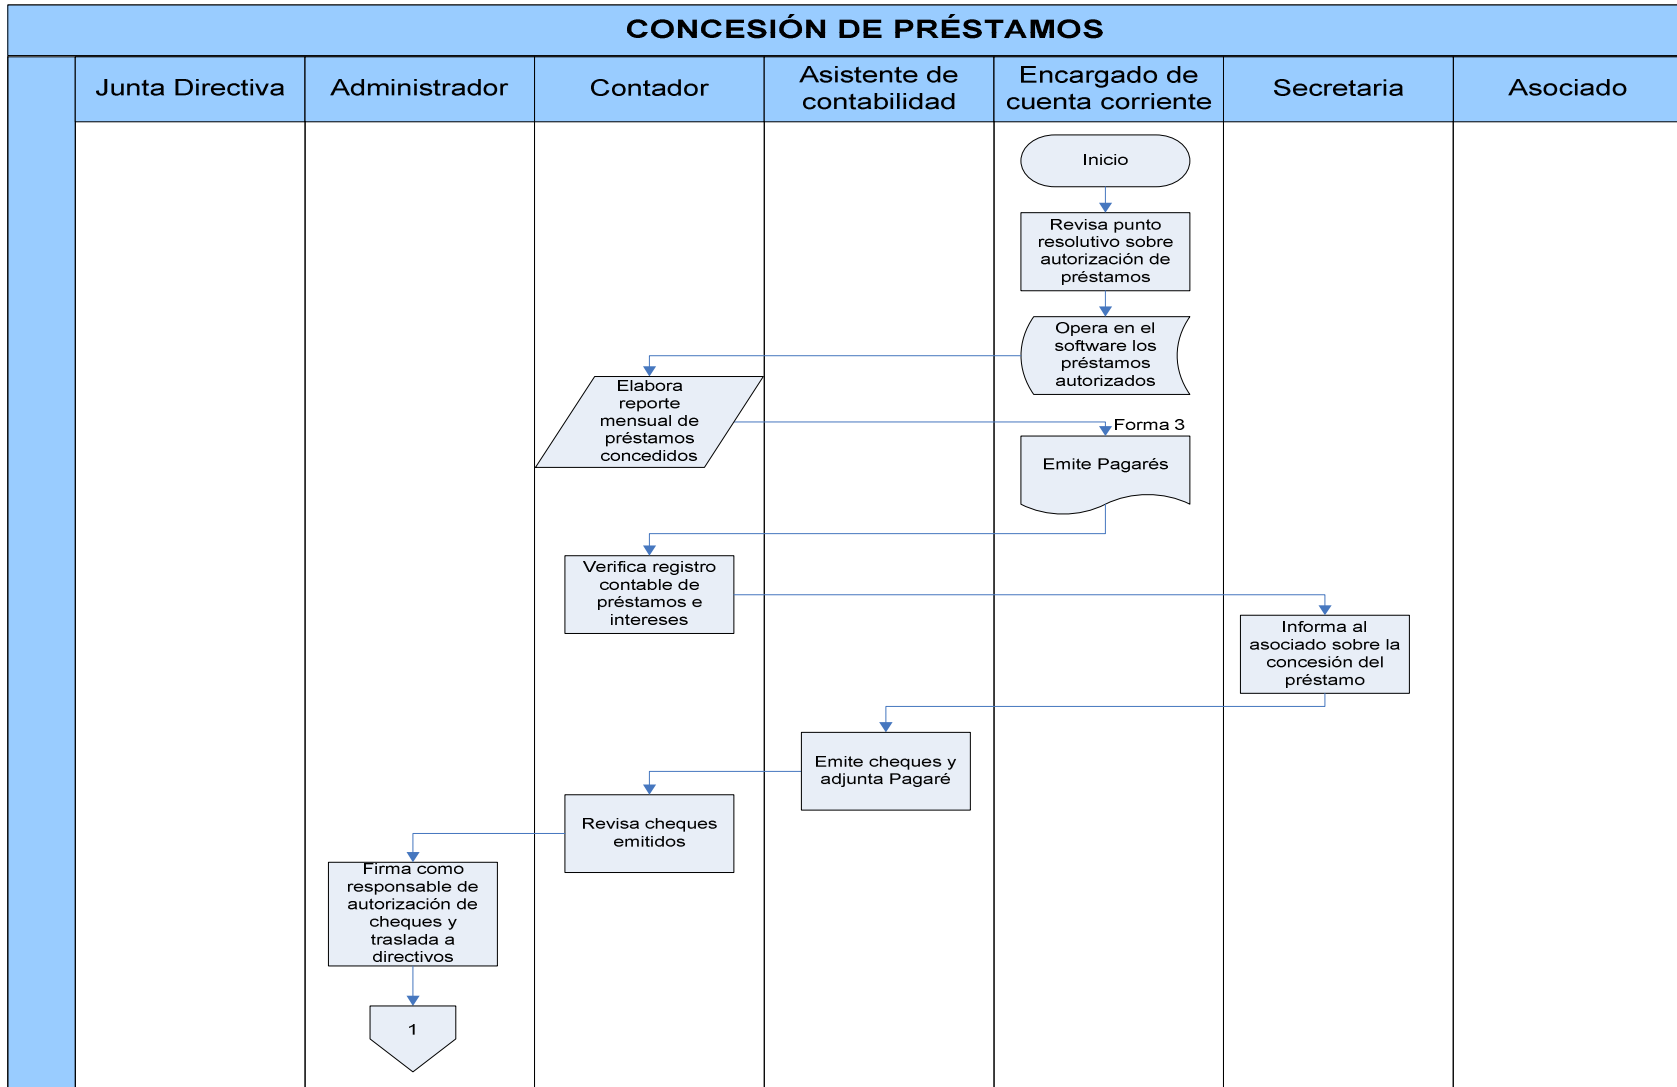 CONCESIÓN DE PRÉSTAMOS
Junta Directiva
Administrador
Contador
Asistente de
contabilidad
Encargado de
cuenta corriente
Secretaria
Asociado
Inicio
Revisa punto
resolutivo sobre
autorización de
préstamos
Opera en el
software los
préstamos
autorizados
Elabora
reporte
mensual de
préstamos
concedidos
Forma 3
Emite Pagarés
Verifica registro
contable de
préstamos e
intereses
Informa al
asociado sobre la
concesión del
préstamo
Emite cheques y
adjunta Pagaré
Revisa cheques
emitidos
Firma como
responsable de
autorización de
cheques y
traslada a
directivos
1